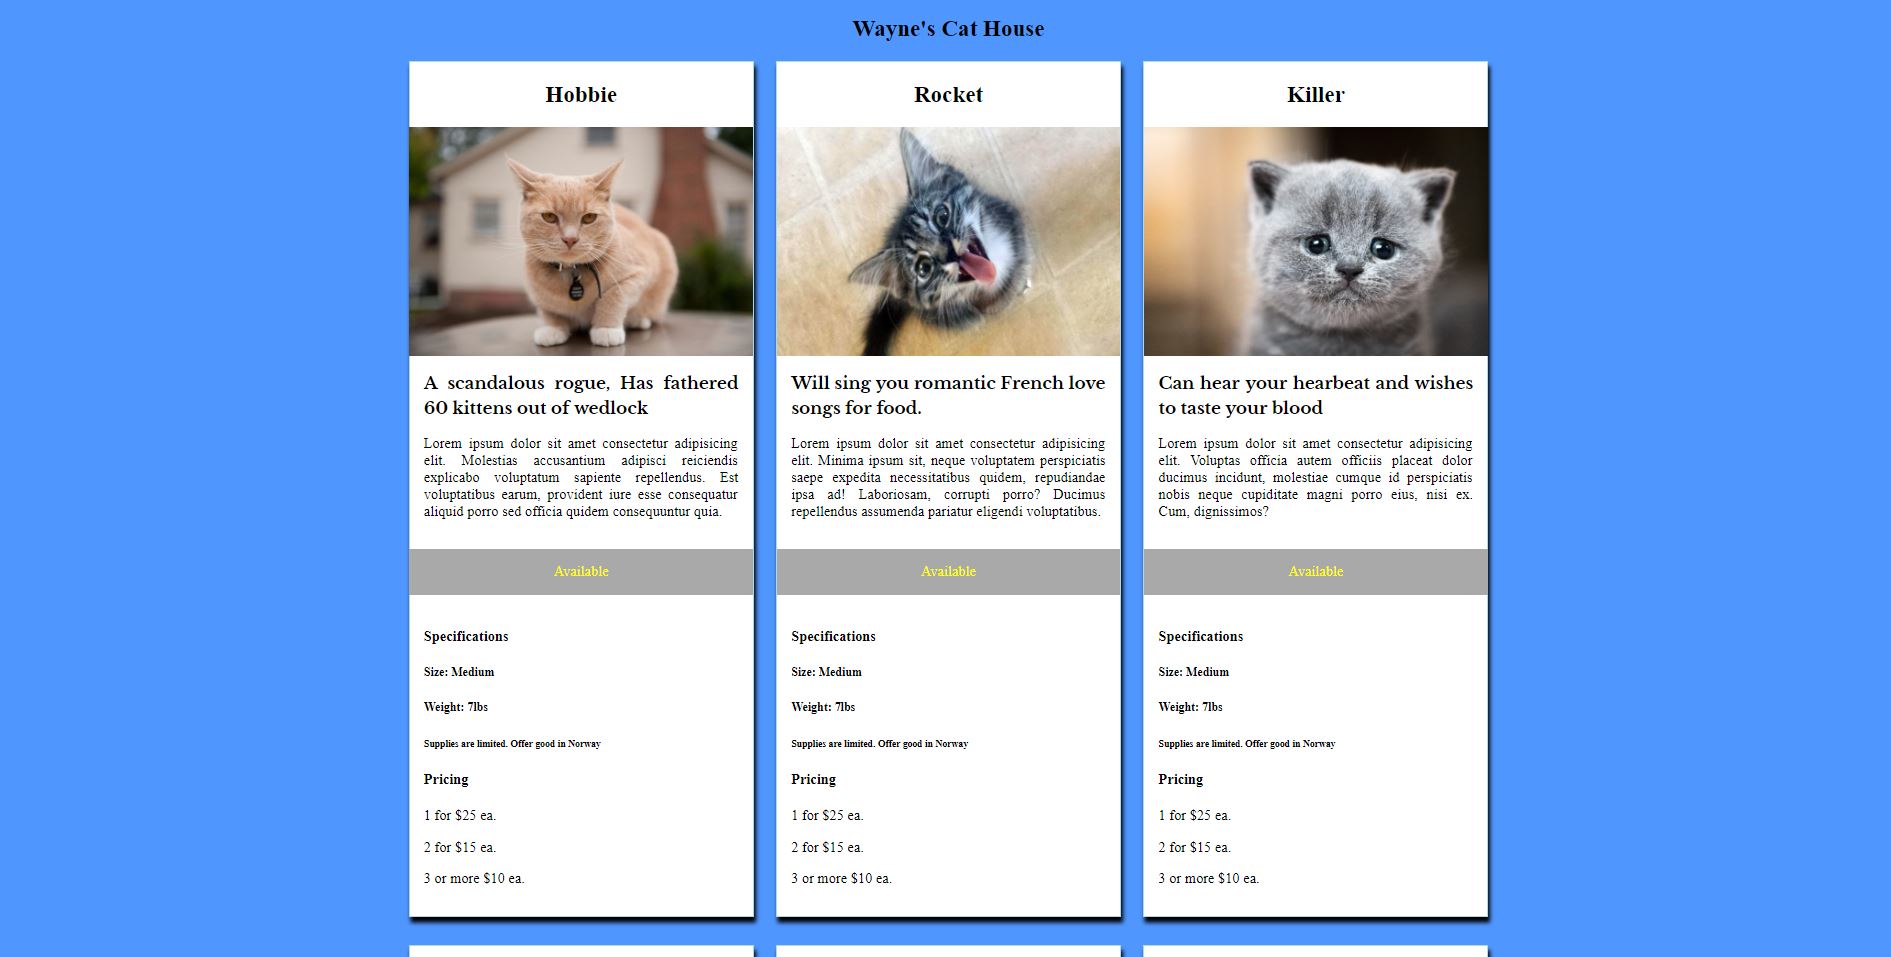 Wayne's Cat House
Hobbie
A scandalous rogue, Has fathered
60 kittens out of wedlock
Lorem ipsum dolor sit amet consectetur adipisicing
elit. Molestias accusantium adipisci reiciendis
explicabo voluptatum sapiente repellendus. Est
voluptatibus earum, provident iure esse consequatur
aliquid porro sed officia quidem consequuntur quia.
Available
Specifications
Size: Medium
Weight: 7lbs
Supplies are limited. Offer good in Norway
Pricing
1 for $25 ea.
2 for $15 ea.
3 or more $10 ea.
Rocket
Will sing you romantic French love
songs for food.
Lorem ipsum dolor sit amet consectetur adipisicing
elit. Minima ipsum sit, neque voluptatem perspiciatis
saepe expedita necessitatibus quidem, repudiandae
ipsa ad! Laboriosam, corrupti porro? Ducimus
repellendus assumenda pariatur eligendi voluptatibus.
Available
Specifications
Size: Medium
Weight: 7lbs
Supplies are limited. Offer good in Norway
Pricing
1 for $25 ea.
2 for $15 ea.
3 or more $10 ea.
Killer
Can hear your hearbeat and wishes
to taste your blood
Lorem ipsum dolor sit amet consectetur adipisicing
elit. Voluptas officia autem officiis placeat dolor
ducimus incidunt, molestiae cumque id perspiciatis
nobis neque cupiditate magni porro eius, nisi ex.
Cum, dignissimos?
Available
Specifications
Size: Medium
Weight: 7lbs
Supplies are limited. Offer good in Norway
Pricing
1 for $25 ea.
2 for $15 ea.
3 or more $10 ea.